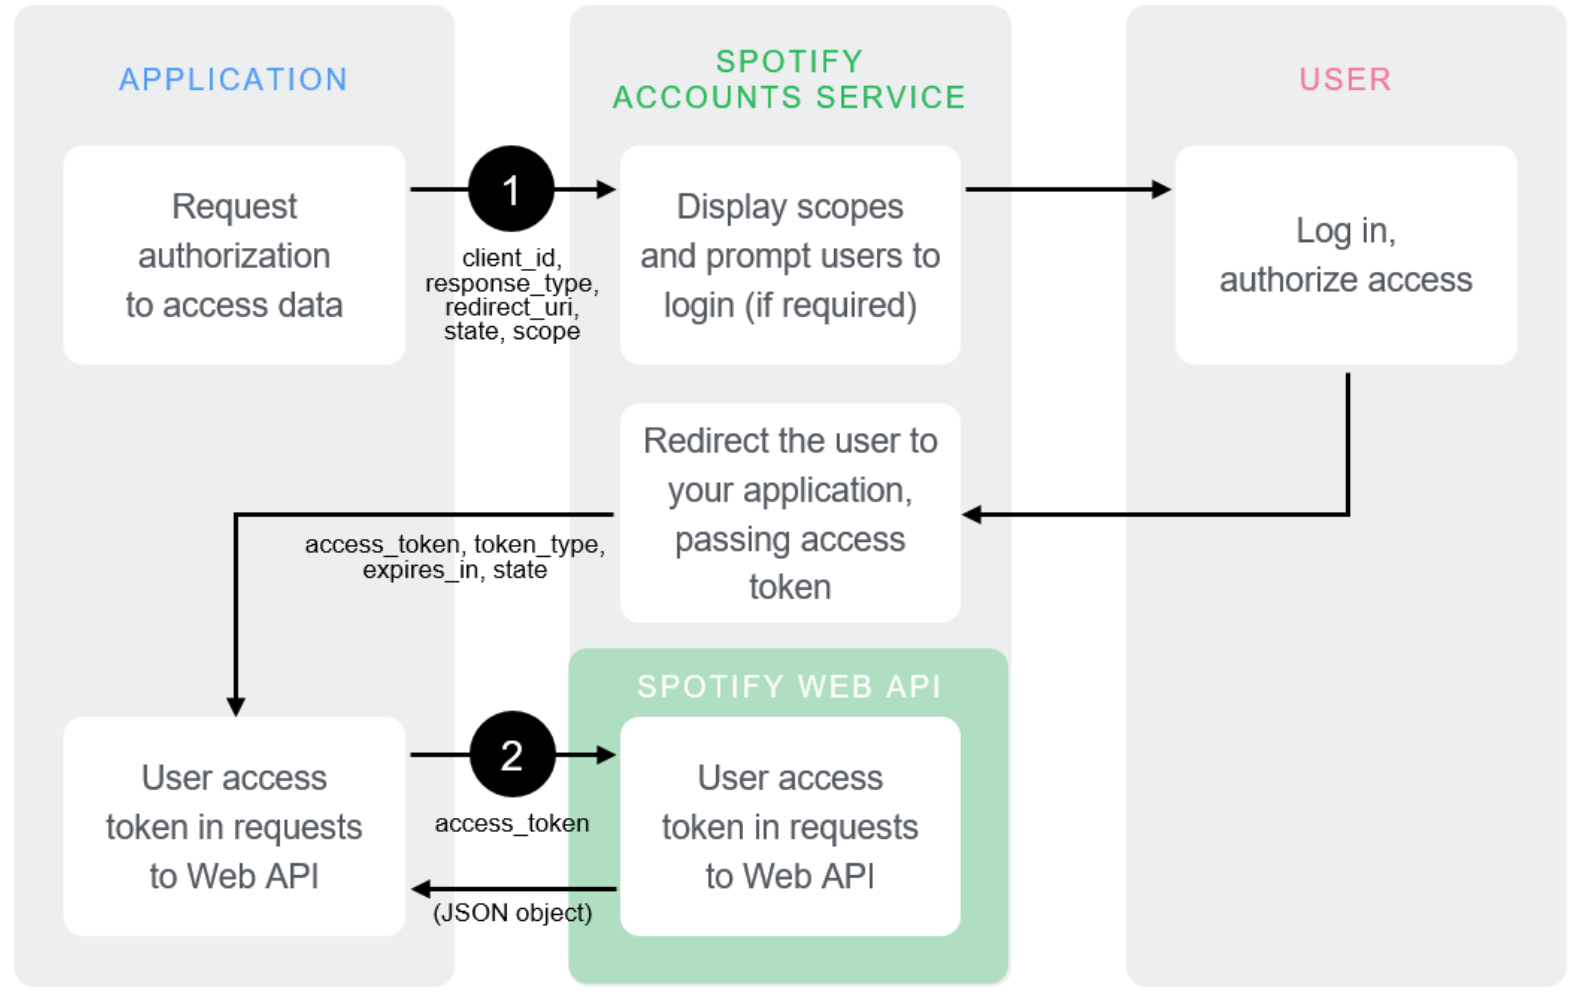 APPLICATION
SPOTIFY
ACCOUNTS SERVICE
USER
Request
authorization
to access data
1
client_id,
response_type,
redirect_uri,
state, scope
Display scopes
and prompt users to
login (if required)
Log in,
authorize access
Redirect the user to
your application,
passing access
token
access_token, token_type,
expires_in, state
SPOTIFY WEB API
User access
token in requests
to Web API
2
access_token
(JSON object)
User access
token in requests
to Web API